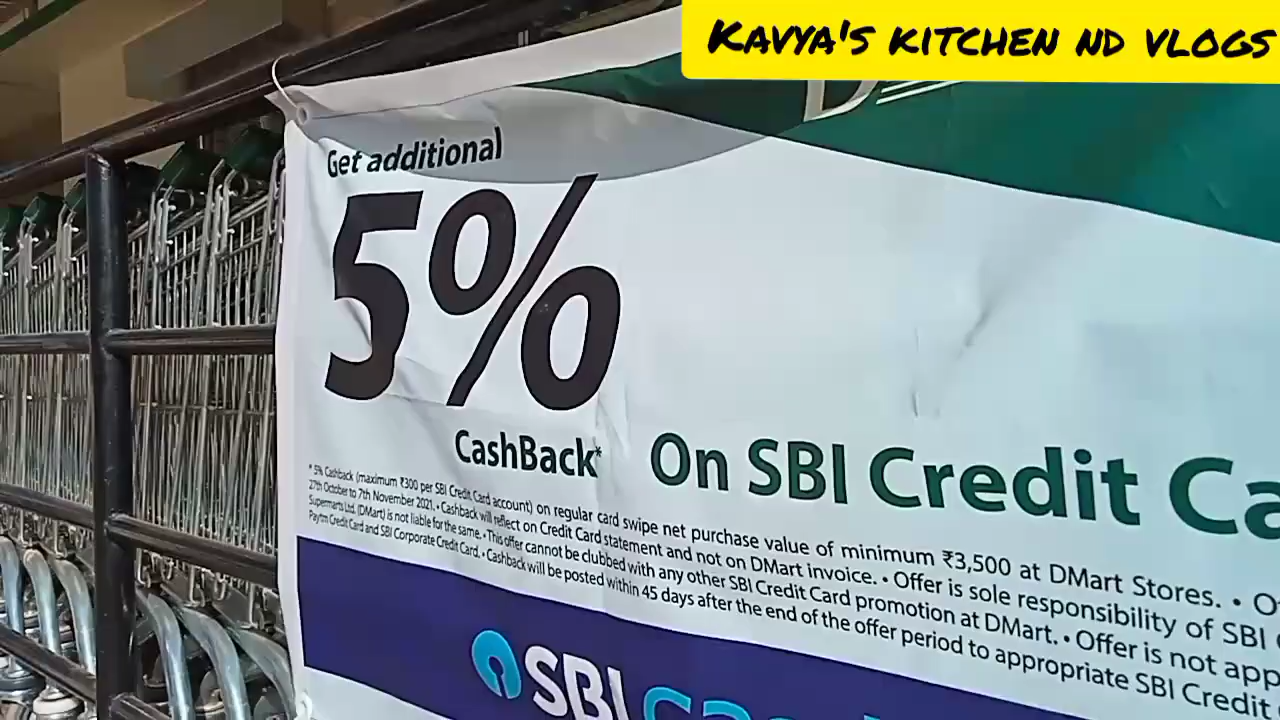 KAVYA'S KITCHEN ND VLOGS
Get additional
5%
CashBack*
On SBI Credit Ca
* 5% Cashback (maximum ₹300 per SBI Credit Card account) on regular card swipe net purchase value of minimum ₹3,500 at DMart Stores. • O
27th October to 7th November 2021. • Cashback will reflect on Credit Card statement and not on DMart invoice. • Offer is sole responsibility of SBI
Supermarts Ltd. (DMart) is not liable for the same. • This offer cannot be clubbed with any other SBI Credit Card promotion at DMart. • Offer is not app
Paytm Credit Card and SBI Corporate Credit Card. • Cashback will be posted within 45 days after the end of the offer period to appropriate SBI Credit
SBI card